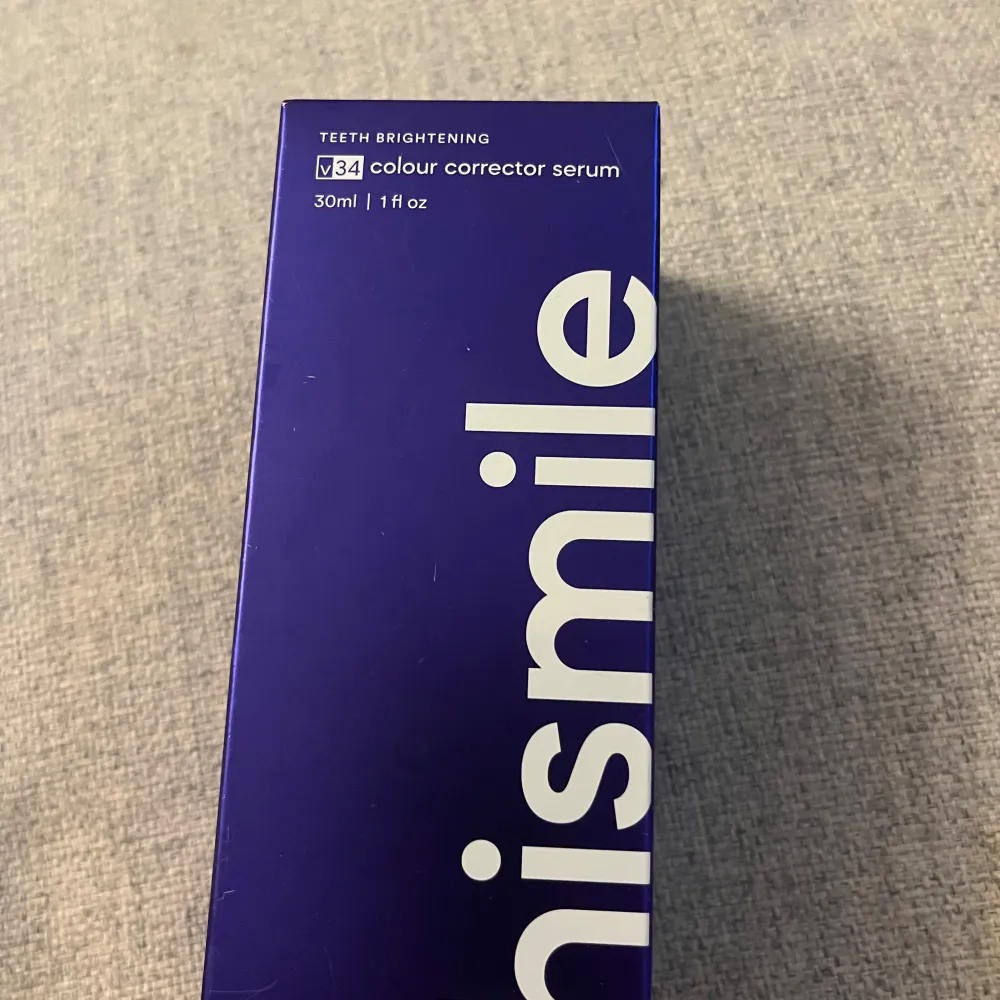 TEETH BRIGHTENING
v34 colour corrector serum
30ml | 1 fl oz
hismile